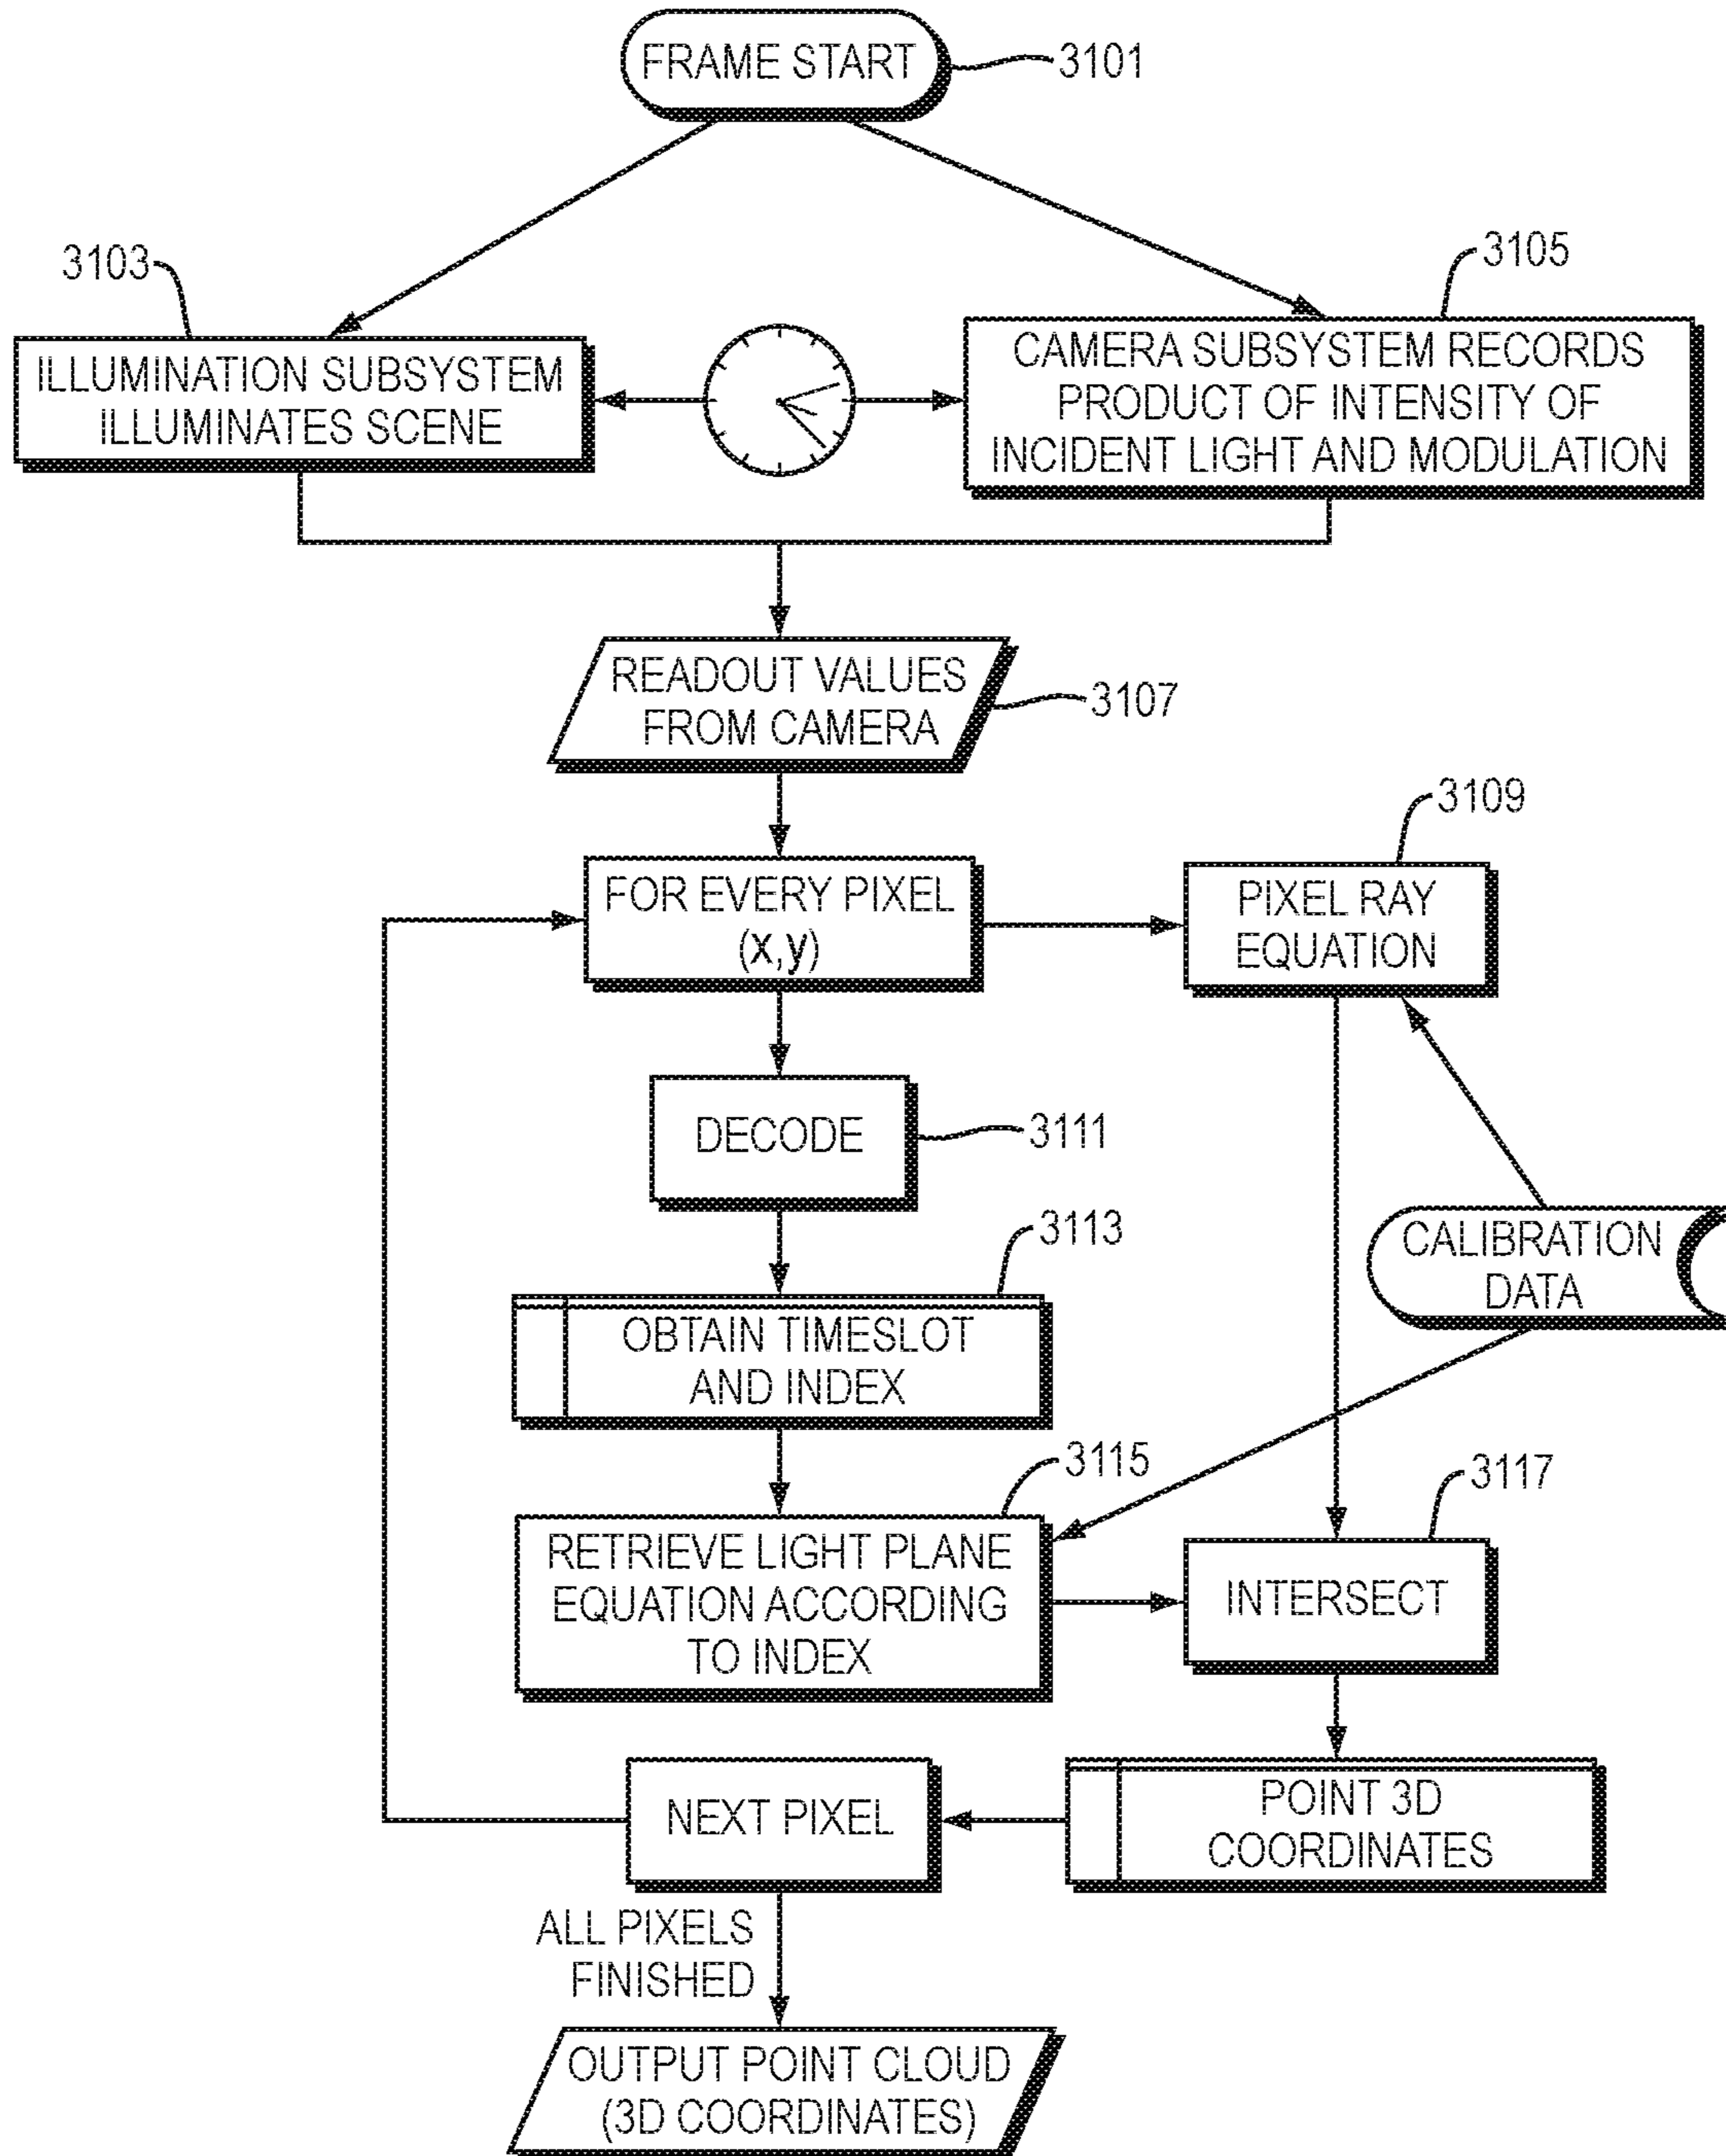 FRAME START
3101
3103
3105
ILLUMINATION SUBSYSTEM
ILLUMINATES SCENE
CAMERA SUBSYSTEM RECORDS
PRODUCT OF INTENSITY OF
INCIDENT LIGHT AND MODULATION
READOUT VALUES
FROM CAMERA
3107
3109
FOR EVERY PIXEL
(x,y)
PIXEL RAY
EQUATION
DECODE
3111
3113
CALIBRATION
DATA
OBTAIN TIMESLOT
AND INDEX
3115
3117
RETRIEVE LIGHT PLANE
EQUATION ACCORDING
TO INDEX
INTERSECT
NEXT PIXEL
POINT 3D
COORDINATES
ALL PIXELS
FINISHED
OUTPUT POINT CLOUD
(3D COORDINATES)